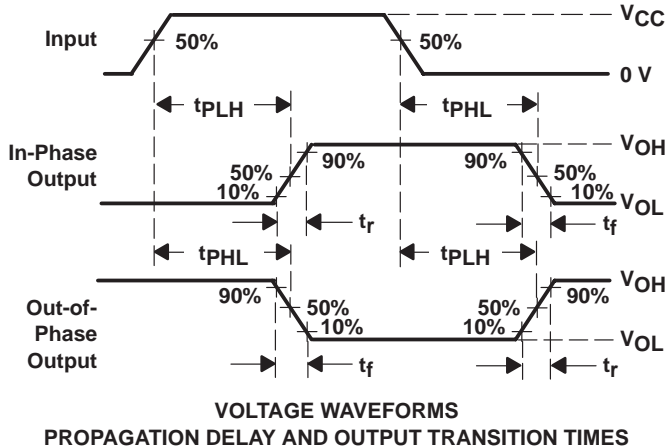 Input
50%
50%
VCC
0 V
tPLH
tPHL
In-Phase
Output
50%
10%
90%
90%
50%
10%
VOH
VOL
tr
tf
tPHL
tPLH
Out-of-
Phase
Output
90%
50%
10%
50%
10%
90%
VOH
VOL
tf
tr
VOLTAGE WAVEFORMS
PROPAGATION DELAY AND OUTPUT TRANSITION TIMES